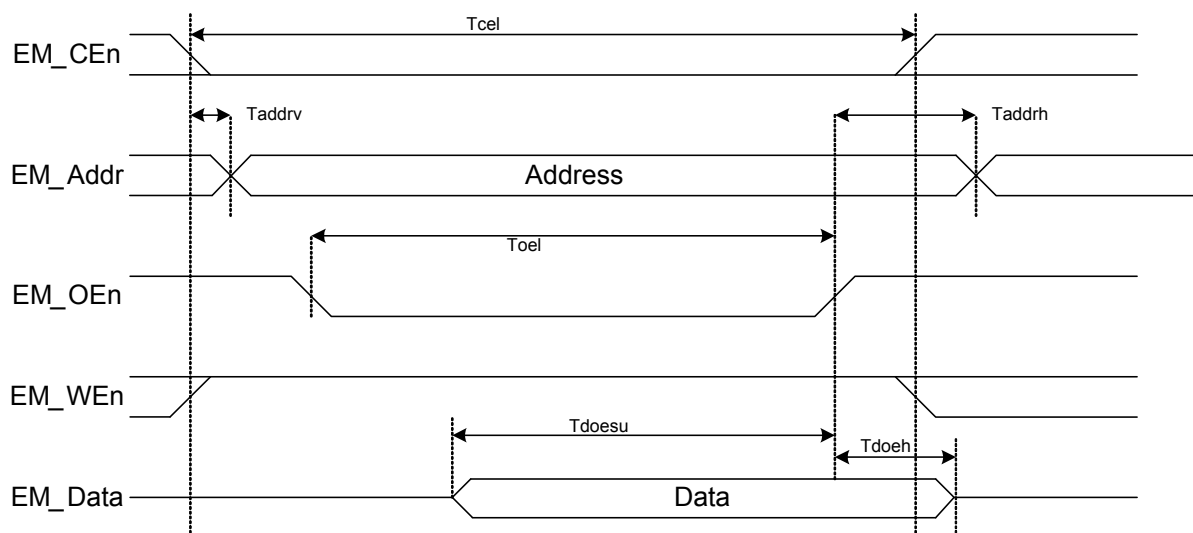 Tcel
EM_CEn
Taddrv
Taddrh
EM_Addr
Address
Toel
EM_OEn
EM_WEn
Tdoesu
Tdoeh
EM_Data
Data